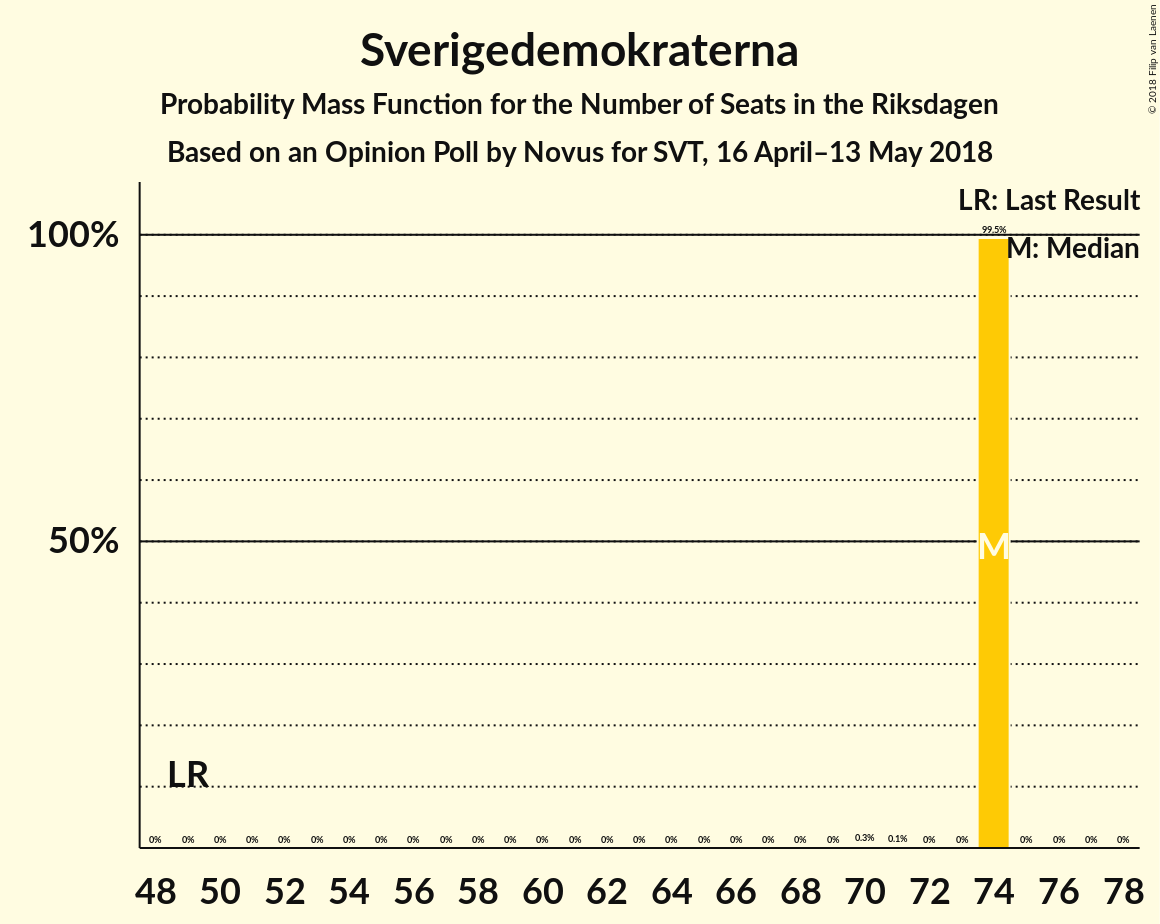 Sverigedemokraterna
Probability Mass Function for the Number of Seats in the Riksdagen
Based on an Opinion Poll by Novus for SVT, 16 April–13 May 2018
© 2018 Filip van Laenen
LR: Last Result
M: Median
100%
50%
99.5%
M
LR
0% 0% 0% 0% 0% 0% 0% 0% 0% 0% 0% 0% 0% 0% 0% 0% 0% 0% 0% 0% 0% 0% 0.3% 0.1% 0% 0% 0% 0% 0% 0%
48 50 52 54 56 58 60 62 64 66 68 70 72 74 76 78